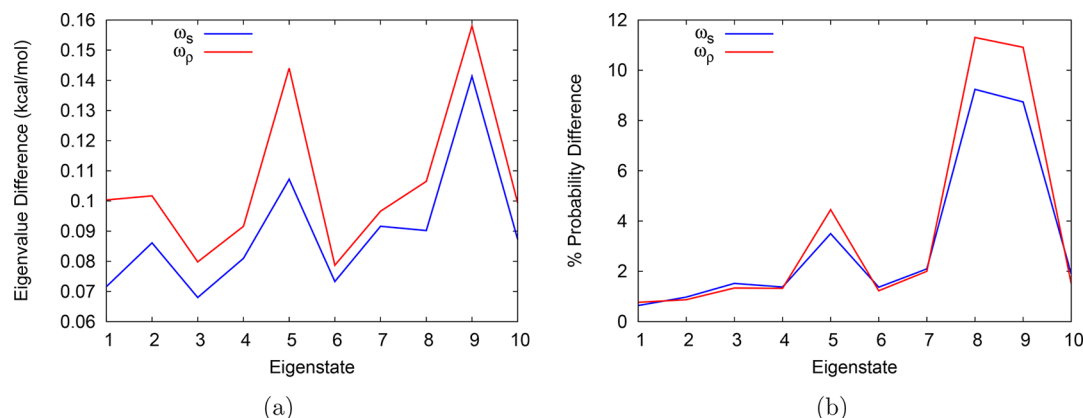 0.16
0.15
0.14
0.13
0.12
0.11
0.1
0.09
0.08
0.07
0.06
Eigenvalue Difference (kcal/mol)
ωs
ωρ
1 2 3 4 5 6 7 8 9 10
Eigenstate
(a)
12
10
8
6
4
2
0
% Probability Difference
ωs
ωρ
1 2 3 4 5 6 7 8 9 10
Eigenstate
(b)